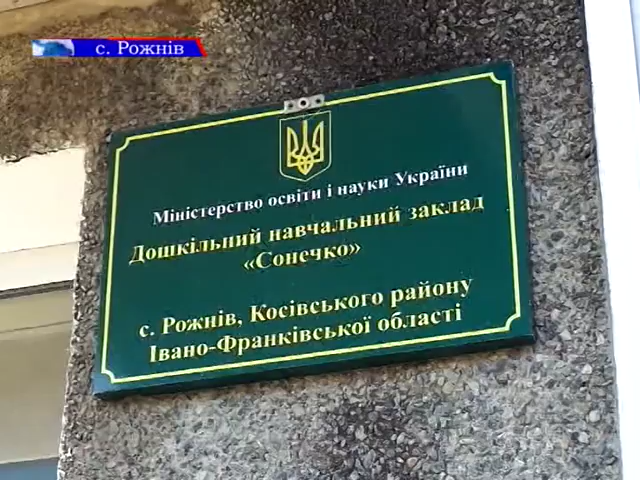 с. Рожнів
Міністерство освіти і науки України
Дошкільний навчальний заклад
«Сонечко»
с. Рожнів, Косівського району
Івано-Франківської області